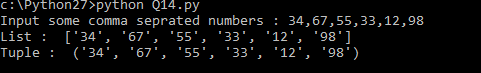 c:\Python27>python Q14.py
Input some comma seprated numbers : 34,67,55,33,12,98
List :  ['34', '67', '55', '33', '12', '98']
Tuple :  ('34', '67', '55', '33', '12', '98')